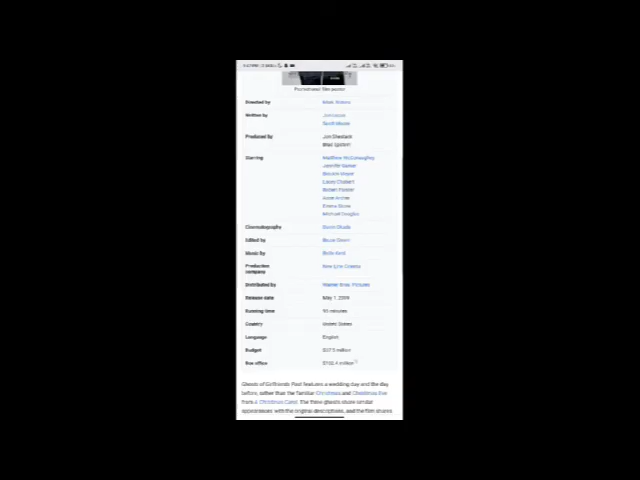 Promotional film poster
Directed by Mark Waters
Written by Jon Lucas
Scott Moore
Produced by Jon Shestack
Brad Epstein
Starring Matthew McConaughey
Jennifer Garner
Breckin Meyer
Lacey Chabert
Robert Forster
Anne Archer
Emma Stone
Michael Douglas
Cinematography Daryn Okada
Edited by Bruce Green
Music by Rolfe Kent
Production New Line Cinema
company
Distributed by Warner Bros. Pictures
Release date May 1, 2009
Running time
Country United States
Language English
Budget
Box office
Ghosts of Girlfriends Past features a wedding day and the day
before, rather than the familiar Christmas and Christmas Eve
from A Christmas Carol. The three ghosts share similar
appearances with the original descriptions, and the film shares